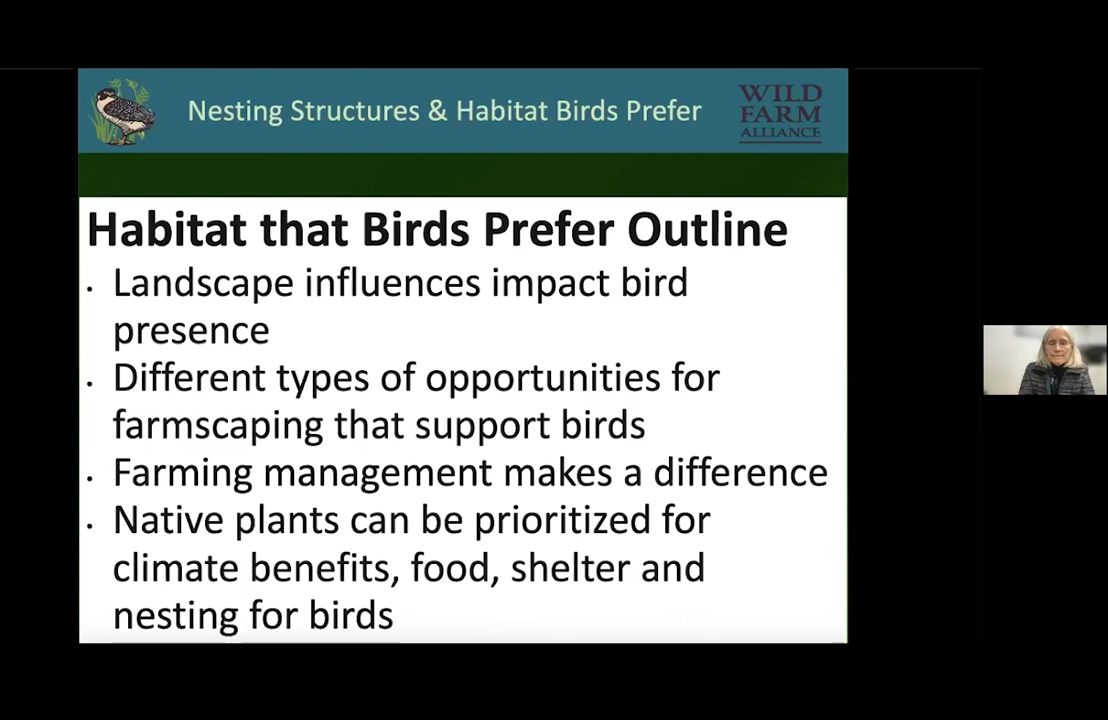 Nesting Structures & Habitat Birds Prefer
WILD
FARM
ALLIANCE
Habitat that Birds Prefer Outline
· Landscape influences impact bird
presence
· Different types of opportunities for
farmscaping that support birds
· Farming management makes a difference
· Native plants can be prioritized for
climate benefits, food, shelter and
nesting for birds